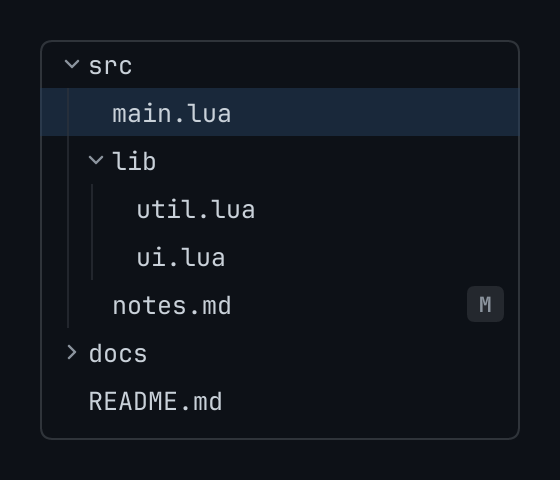 src
main.lua
lib
util.lua
ui.lua
notes.md M
docs
README.md